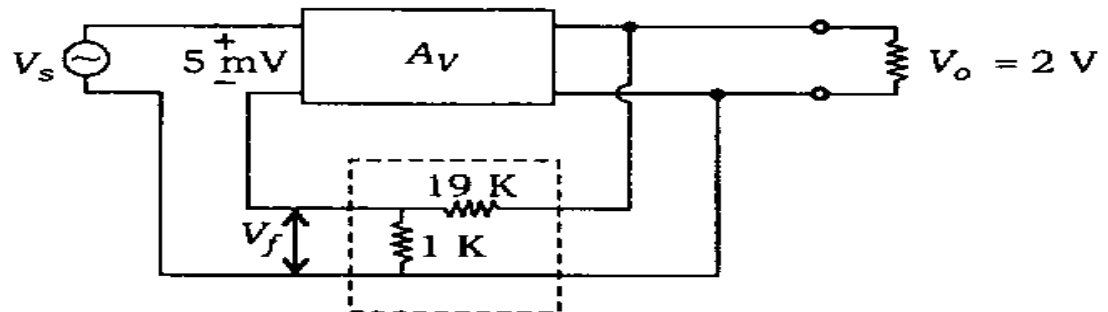 V_s
+
5 mV
−
A_V
V_o = 2 V
19 K
V_f
1 K